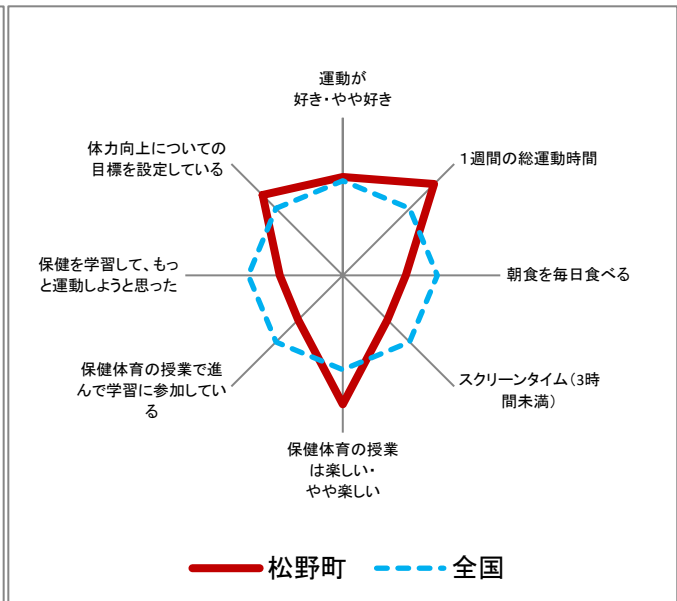 運動が
好き・やや好き
体力向上についての
目標を設定している
１週間の総運動時間
保健を学習して、もっ
と運動しようと思った
朝食を毎日食べる
保健体育の授業で進
んで学習に参加してい
る
スクリーンタイム（3時
間未満）
保健体育の授業
は楽しい・
やや楽しい
松野町
全国